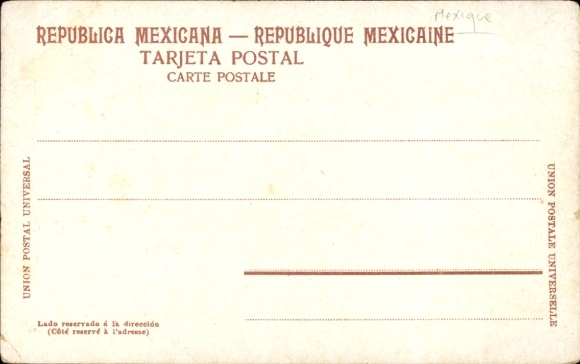 Mexique
REPUBLICA MEXICANA — REPUBLIQUE MEXICAINE
TARJETA POSTAL
CARTE POSTALE
UNION POSTAL UNIVERSAL
UNION POSTALE UNIVERSELLE
Lado reservado á la dirección
(Côté reservé à l'adresse)